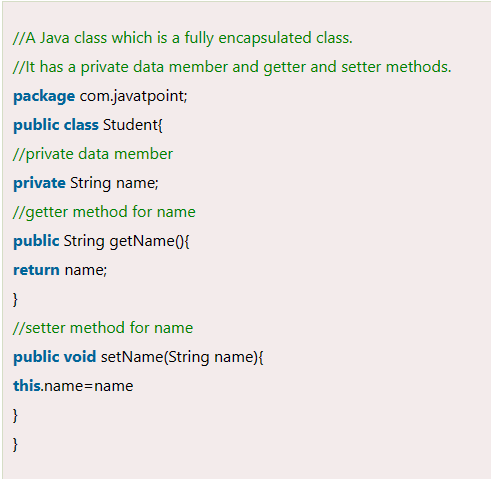 //A Java class which is a fully encapsulated class.
//It has a private data member and getter and setter methods.
package com.javatpoint;
public class Student{
//private data member
private String name;
//getter method for name
public String getName(){
return name;
}
//setter method for name
public void setName(String name){
this.name=name
}
}